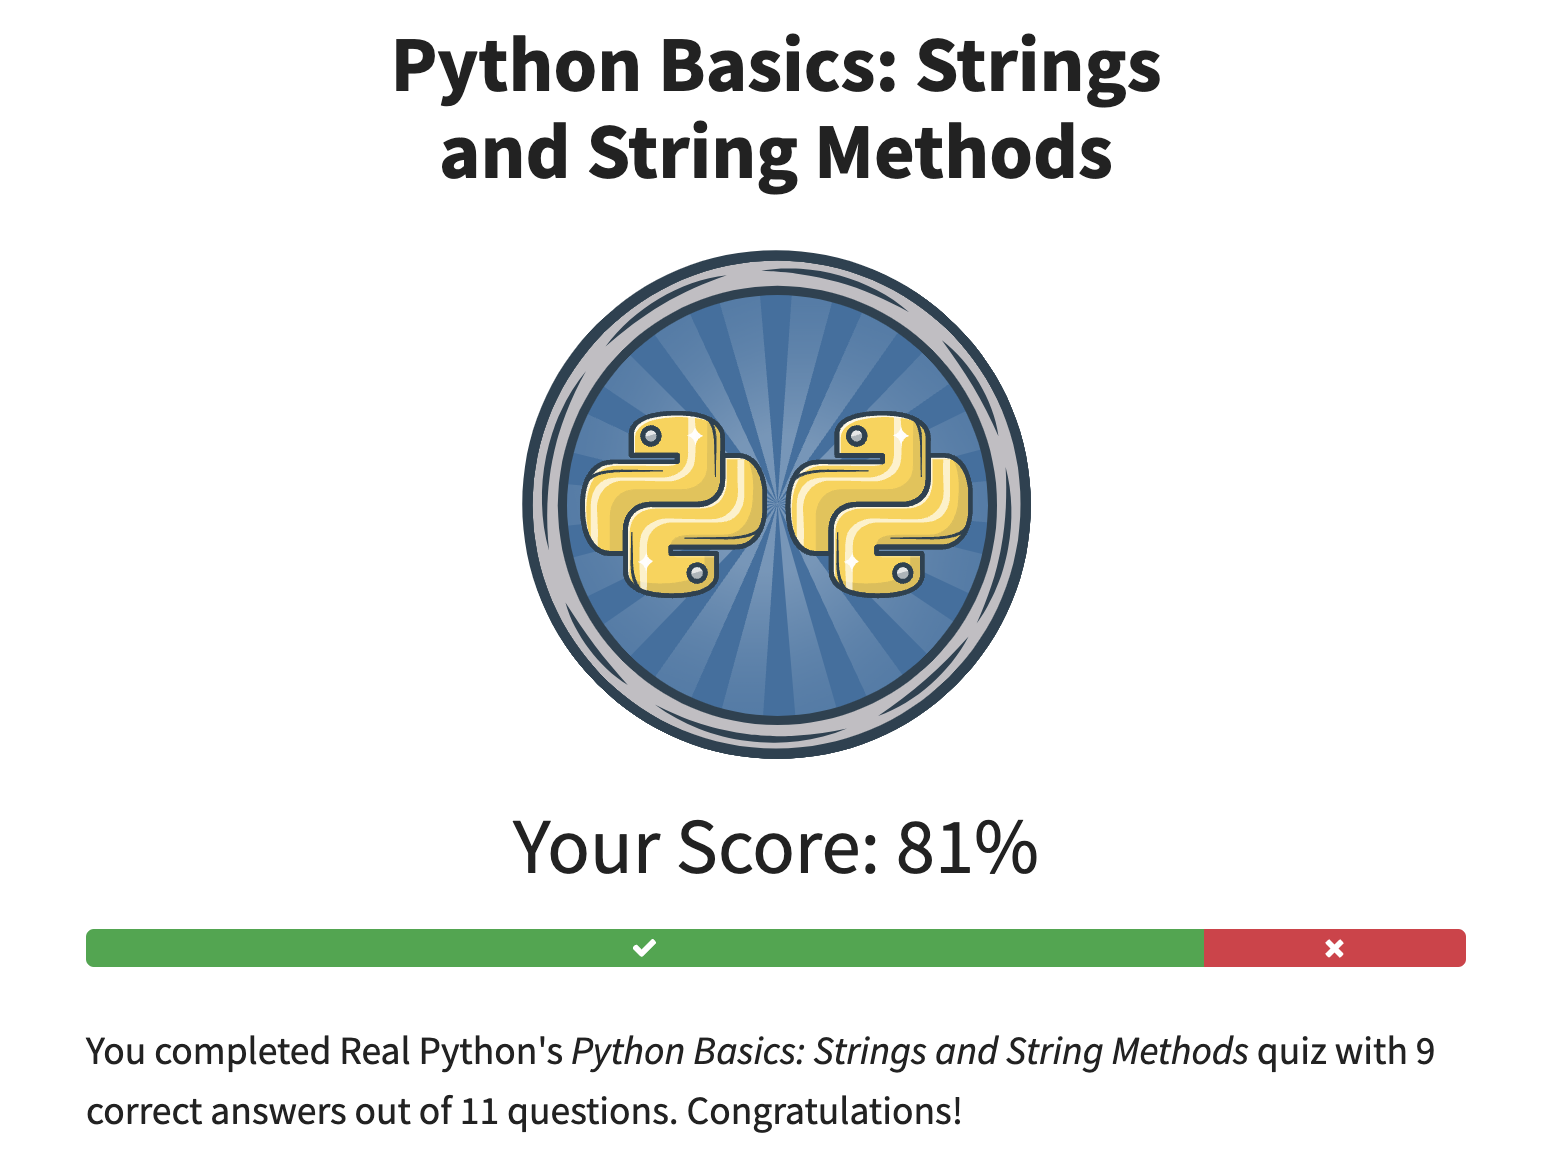 Python Basics: Strings
and String Methods
Your Score: 81%
You completed Real Python's Python Basics: Strings and String Methods quiz with 9
correct answers out of 11 questions. Congratulations!